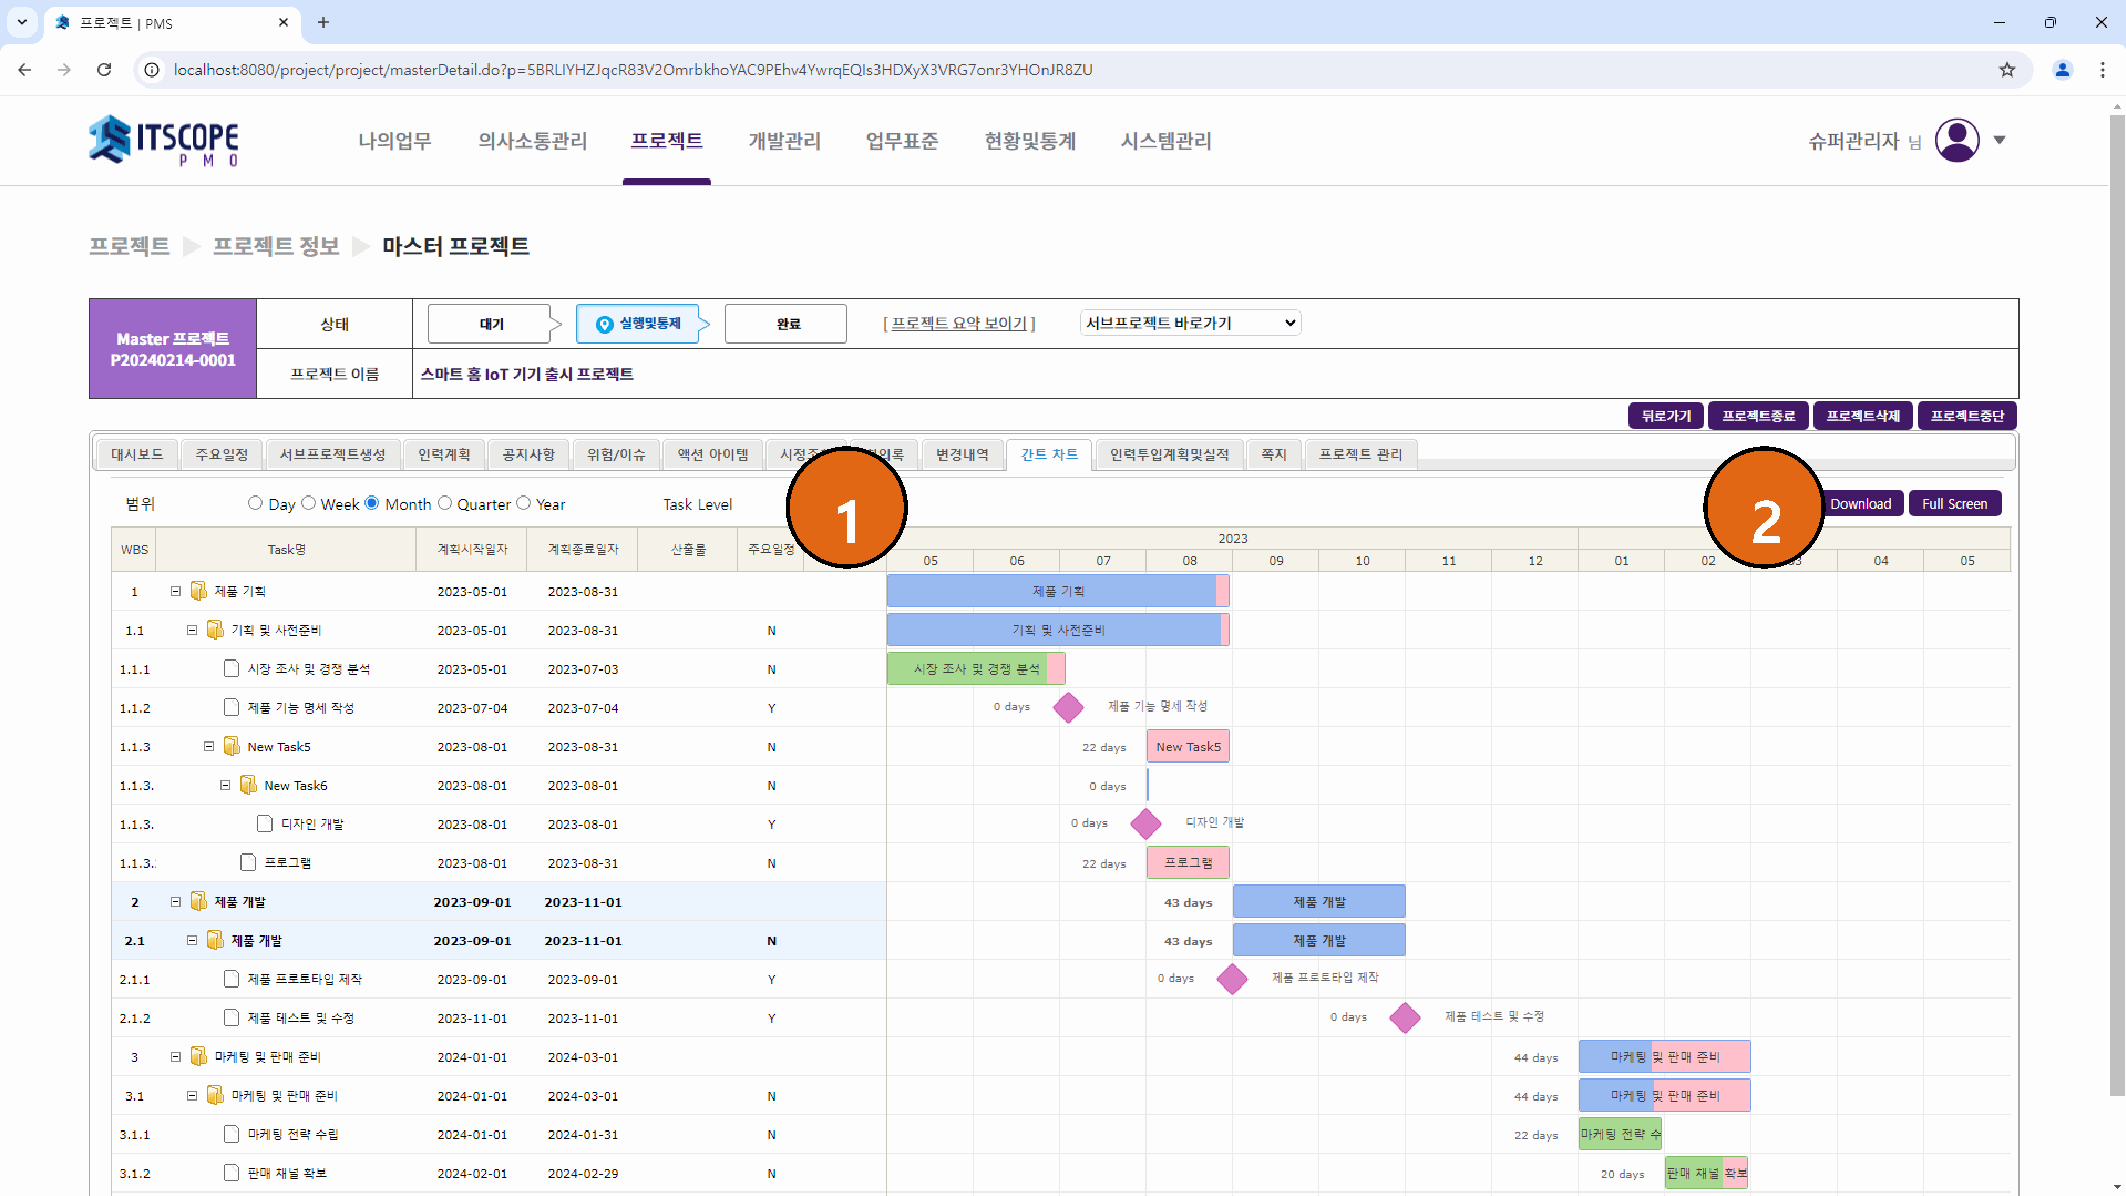 프로젝트 | PMS
localhost:8080/project/project/masterDetail.do?p=5BRLIYHZJqcR83V2OmrbkhoYAC9PEhv4YwrqEQIs3HDXyX3VRG7onr3YHOnJR8ZU
ITSCOPE
PMO
나의업무 의사소통관리 프로젝트 개발관리 업무표준 현황및통계 시스템관리 슈퍼관리자 님
프로젝트 프로젝트 정보 마스터 프로젝트
Master 프로젝트
P20240214-0001
상태 대기 실행및통제 완료 [ 프로젝트 요약 보이기 ] 서브프로젝트 바로가기
프로젝트 이름 스마트 홈 IoT 기기 출시 프로젝트
뒤로가기 프로젝트종료 프로젝트삭제 프로젝트중단
대시보드 주요일정 서브프로젝트생성 인력계획 공지사항 위험/이슈 액션 아이템 변경내역 간트 차트 인력투입계획및실적 쪽지 프로젝트 관리
범위 Day Week Month Quarter Year Task Level 1 2 Download Full Screen
WBS Task명 계획시작일자 계획종료일자 산출물 주요일정 2023
05 06 07 08 09 10 11 12 01 02 03 04 05
1 제품 기획 2023-05-01 2023-08-31 제품 기획
1.1 기획 및 사전준비 2023-05-01 2023-08-31 N 기획 및 사전준비
1.1.1 시장 조사 및 경쟁 분석 2023-05-01 2023-07-03 N 시장 조사 및 경쟁 분석
1.1.2 제품 기능 명세 작성 2023-07-04 2023-07-04 Y 0 days 제품 기능 명세 작성
1.1.3 New Task5 2023-08-01 2023-08-31 N 22 days New Task5
1.1.3. New Task6 2023-08-01 2023-08-01 N 0 days
1.1.3. 디자인 개발 2023-08-01 2023-08-01 Y 0 days 디자인 개발
1.1.3. 프로그램 2023-08-01 2023-08-31 N 22 days 프로그램
2 제품 개발 2023-09-01 2023-11-01 43 days 제품 개발
2.1 제품 개발 2023-09-01 2023-11-01 N 43 days 제품 개발
2.1.1 제품 프로토타입 제작 2023-09-01 2023-09-01 Y 0 days 제품 프로토타입 제작
2.1.2 제품 테스트 및 수정 2023-11-01 2023-11-01 Y 0 days 제품 테스트 및 수정
3 마케팅 및 판매 준비 2024-01-01 2024-03-01 44 days 마케팅 및 판매 준비
3.1 마케팅 및 판매 준비 2024-01-01 2024-03-01 N 44 days 마케팅 및 판매 준비
3.1.1 마케팅 전략 수립 2024-01-01 2024-01-31 N 22 days 마케팅 전략 수
3.1.2 판매 채널 확보 2024-02-01 2024-02-29 N 20 days 판매 채널 확보